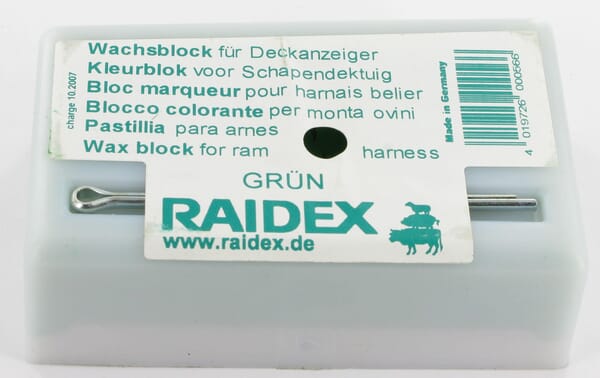 Wachsblock für Deckanzeiger
Kleurblok voor Schapendektuig
Bloc marqueur pour harnais belier
Blocco colorante per monta ovini
Pastillia para arnes
Wax block for ram harness
GRÜN
RAIDEX
www.raidex.de
charge 10.2007
Made in Germany
4 019726 000566